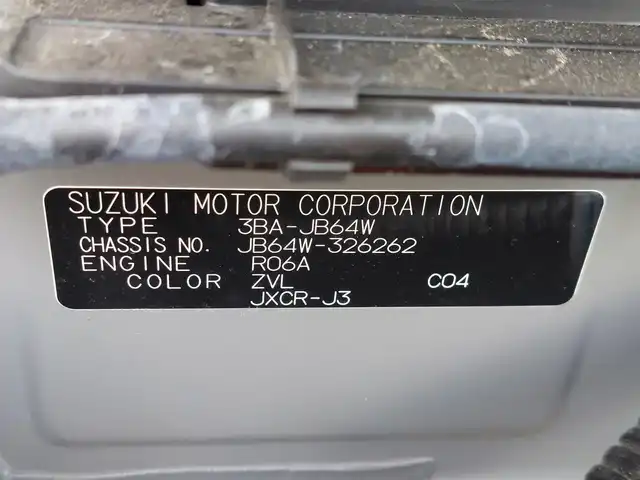 SUZUKI MOTOR CORPORATION
TYPE 3BA-JB64W
CHASSIS NO. JB64W-326262
ENGINE R06A
COLOR ZVL C04
JXCR-J3